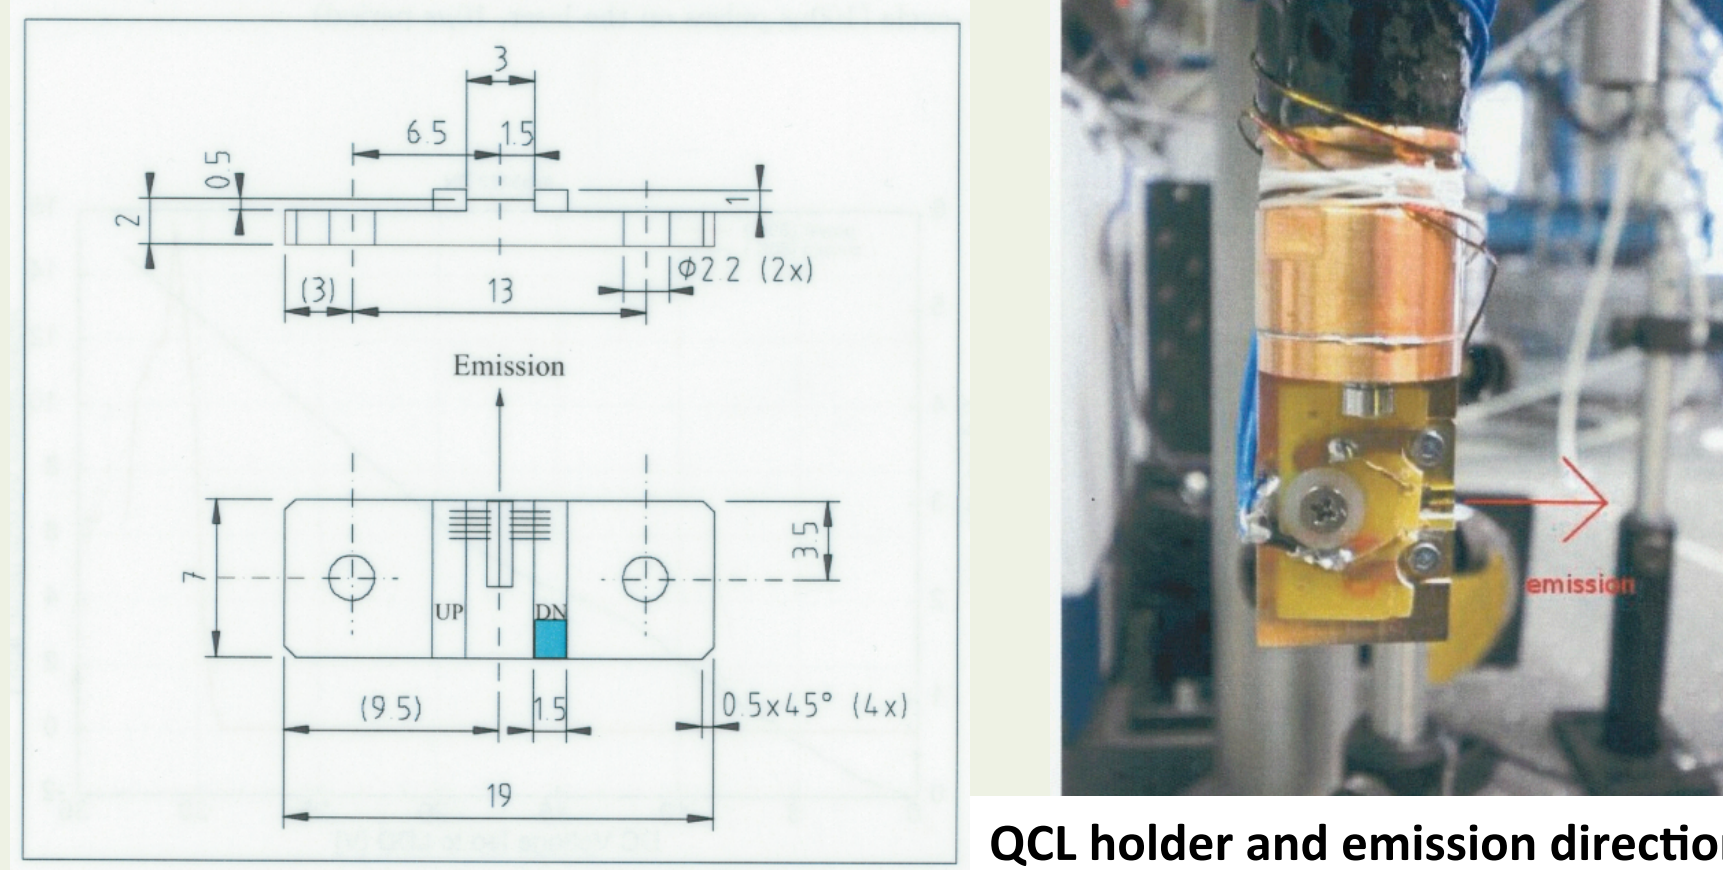 3
6.5
1.5
0.5
2
1
(3)
13
ϕ2.2 (2x)
Emission
7
3.5
UP
DN
(9.5)
1.5
0.5x45° (4x)
19
emission
QCL holder and emission direction